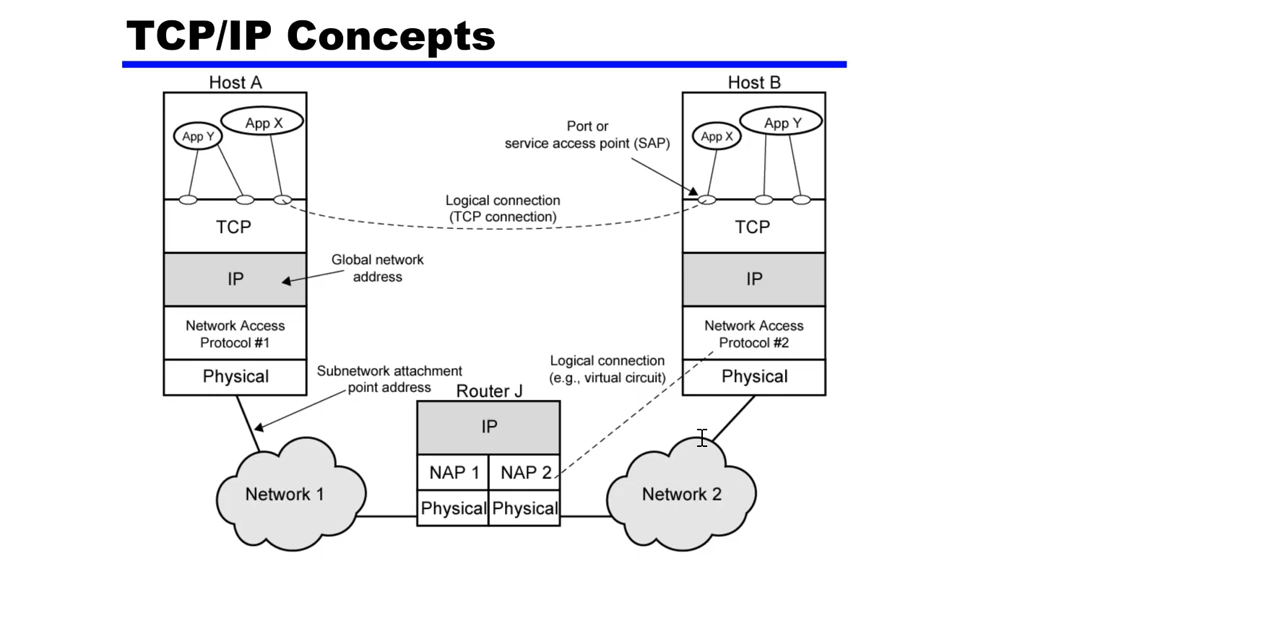 TCP/IP Concepts
Host A
Host B
App Y
App X
Port or
service access point (SAP)
App X
App Y
Logical connection
(TCP connection)
TCP
TCP
Global network
address
IP
IP
Network Access
Protocol #1
Network Access
Protocol #2
Physical
Subnetwork attachment
point address
Logical connection
(e.g., virtual circuit)
Physical
Router J
IP
NAP 1
NAP 2
Physical
Physical
Network 1
Network 2